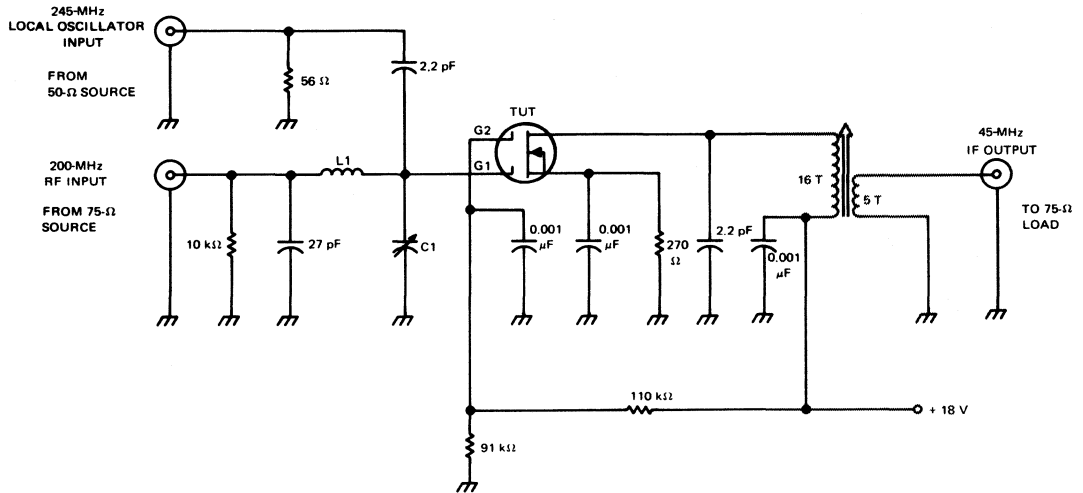 245-MHz
LOCAL OSCILLATOR
INPUT
FROM
50-Ω SOURCE
56 Ω
2.2 pF
TUT
G2
G1
200-MHz
RF INPUT
FROM 75-Ω
SOURCE
L1
10 kΩ
27 pF
C1
0.001
μF
0.001
μF
270
Ω
2.2 pF
0.001
μF
16 T
5 T
45-MHz
IF OUTPUT
TO 75-Ω
LOAD
110 kΩ
+ 18 V
91 kΩ